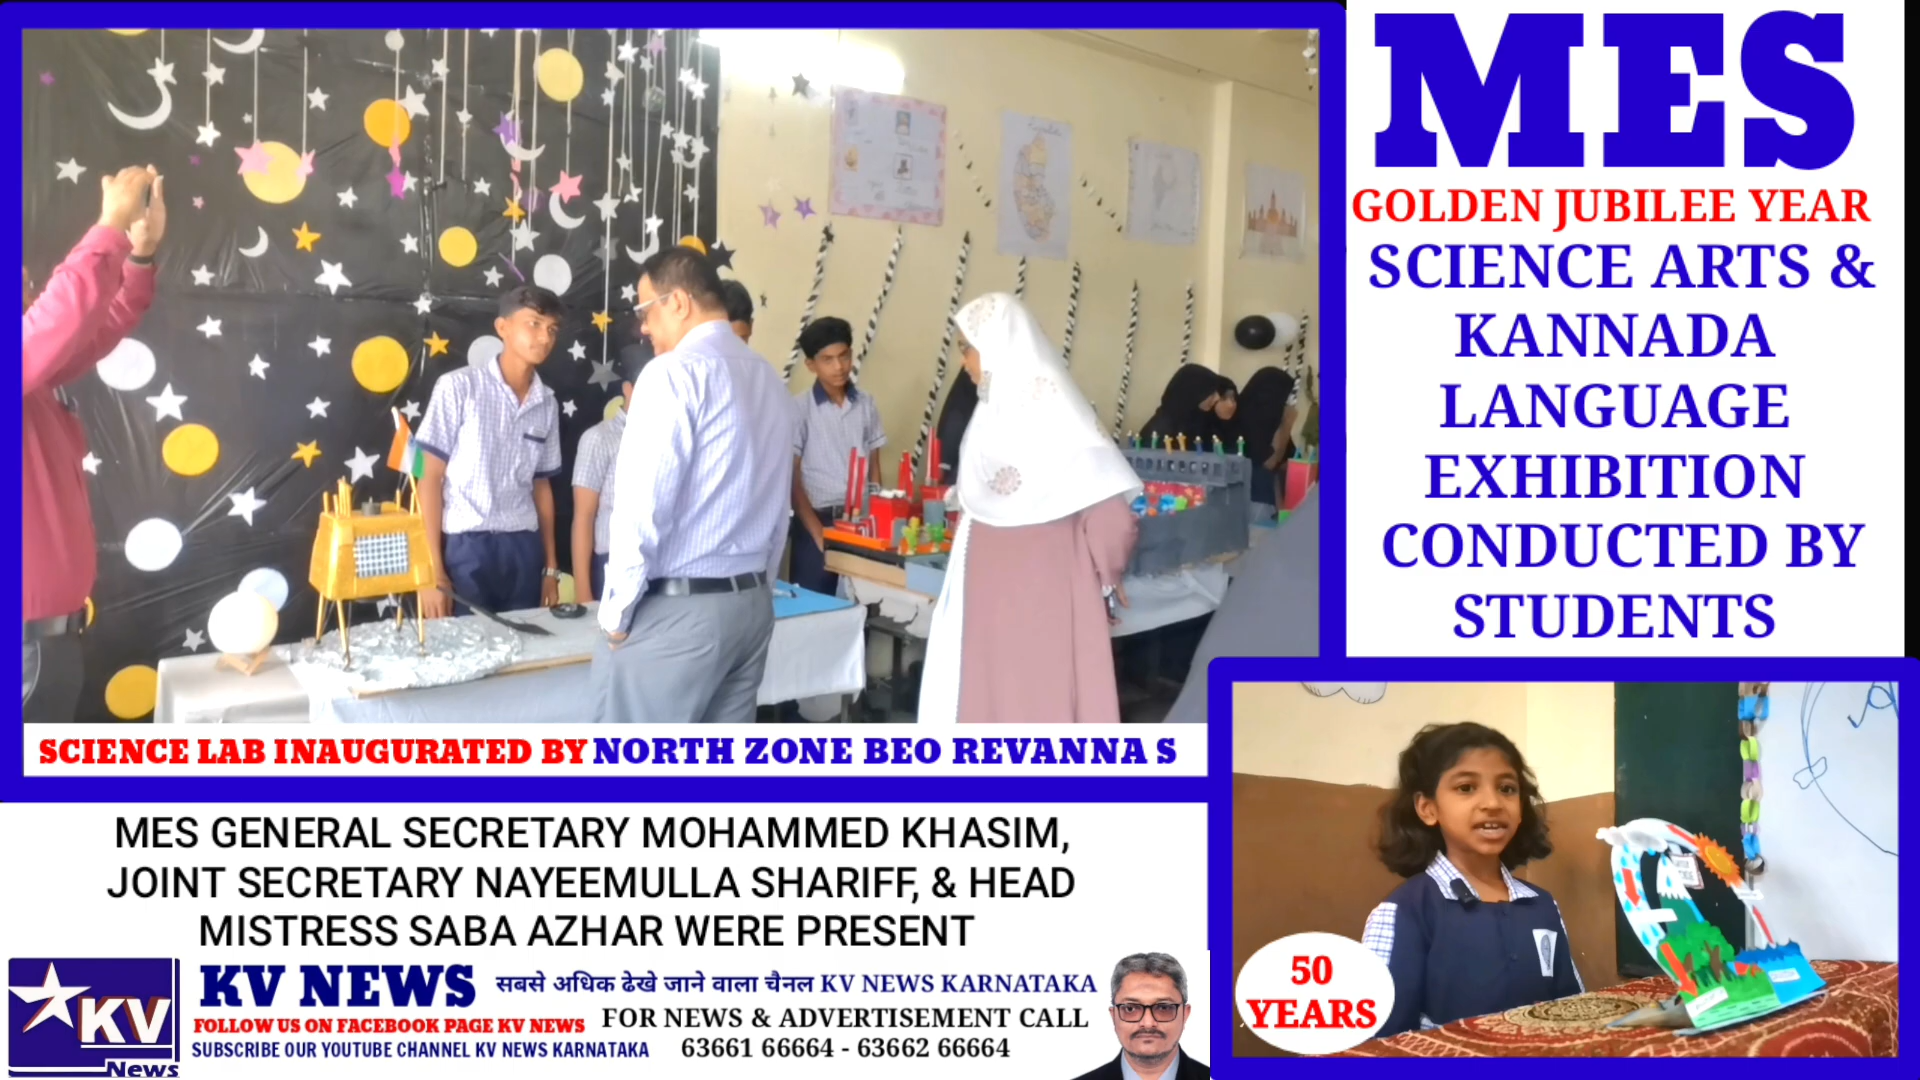 MES
GOLDEN JUBILEE YEAR
SCIENCE ARTS &
KANNADA
LANGUAGE
EXHIBITION
CONDUCTED BY
STUDENTS
SCIENCE LAB INAUGURATED BY NORTH ZONE BEO REVANNA S
MES GENERAL SECRETARY MOHAMMED KHASIM,
JOINT SECRETARY NAYEEMULLA SHARIFF, & HEAD
MISTRESS SABA AZHAR WERE PRESENT
50
YEARS
KV
News
KV NEWS
सबसे अधिक ढेखे जाने वाला चैनल KV NEWS KARNATAKA
FOLLOW US ON FACEBOOK PAGE KV NEWS
FOR NEWS & ADVERTISEMENT CALL
SUBSCRIBE OUR YOUTUBE CHANNEL KV NEWS KARNATAKA
63661 66664 - 63662 66664